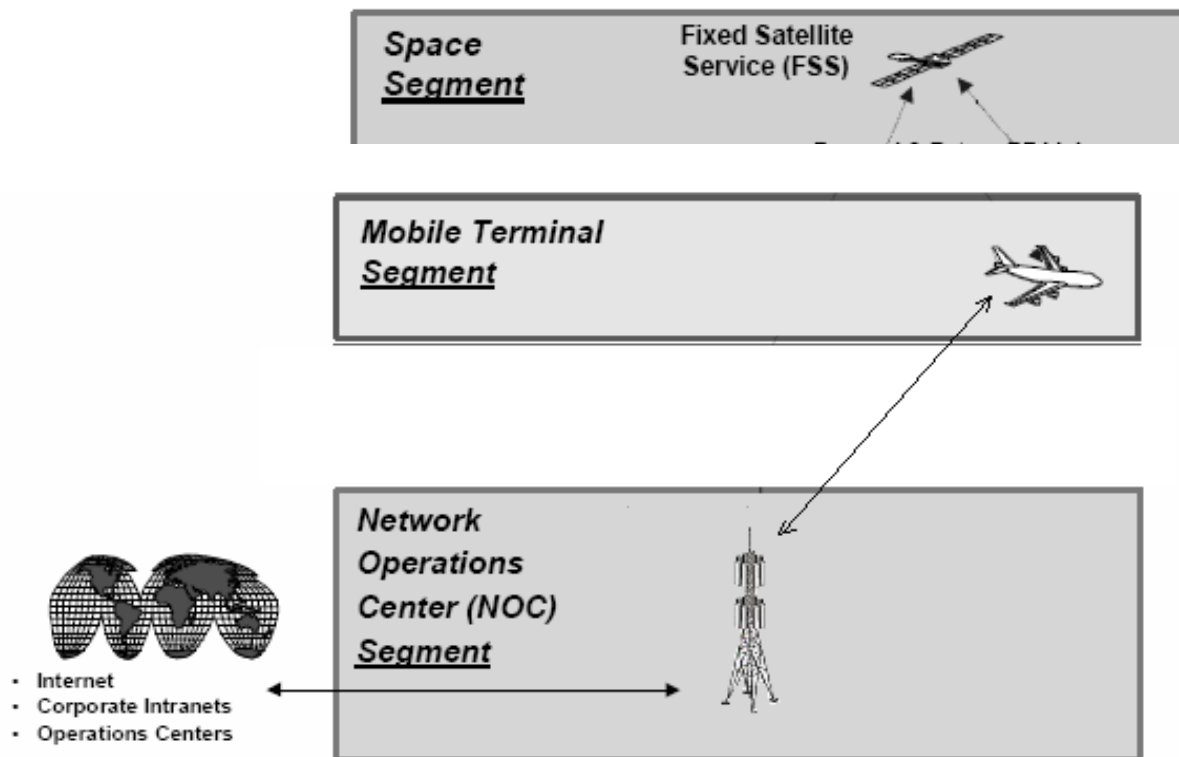 Space
Segment
Fixed Satellite
Service (FSS)
Mobile Terminal
Segment
Network
Operations
Center (NOC)
Segment
• Internet
• Corporate Intranets
• Operations Centers